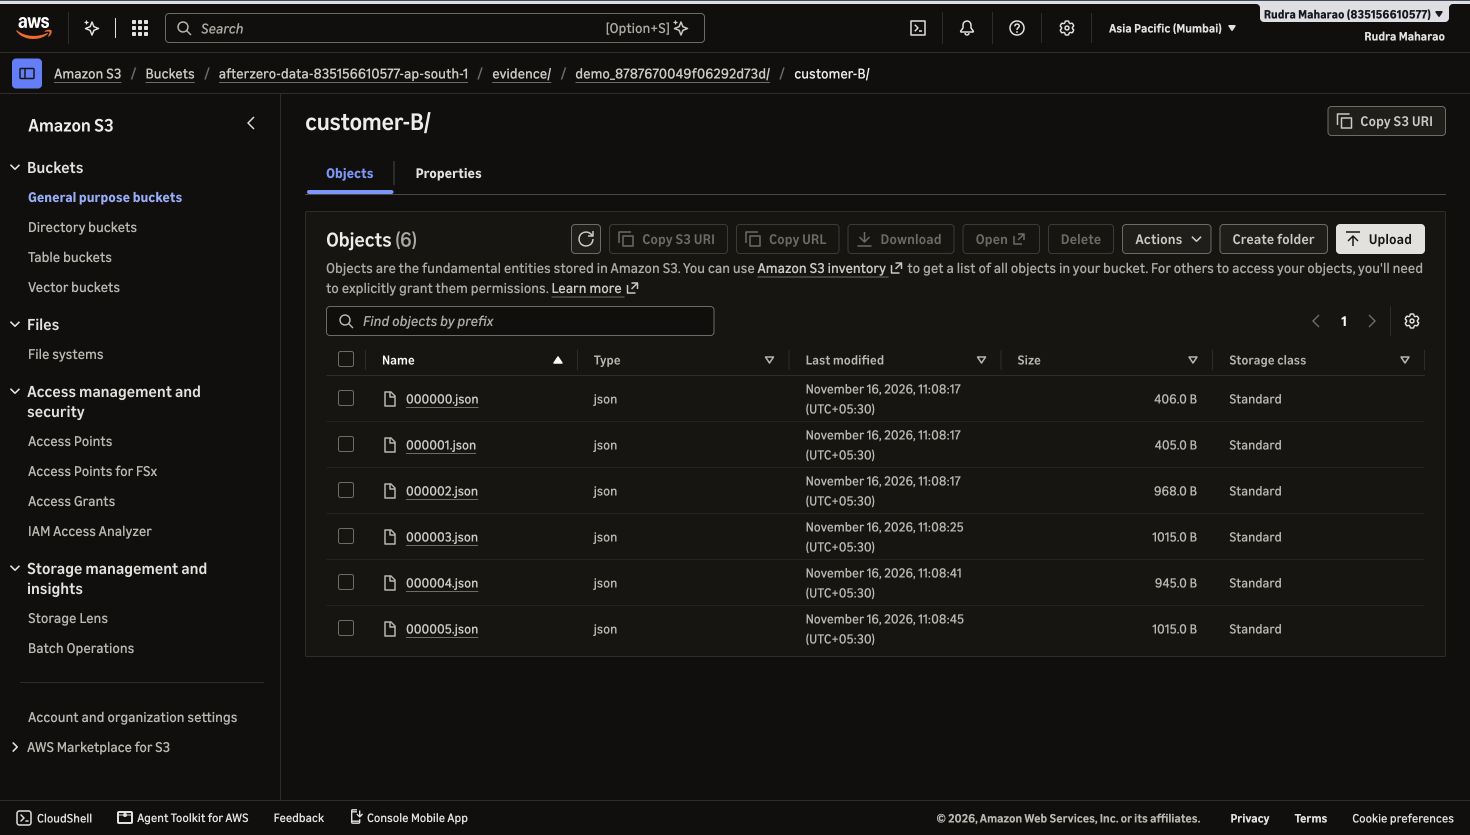 aws
Search [Option+S]
Asia Pacific (Mumbai)
Rudra Maharao (835156610577)
Rudra Maharao
Amazon S3 / Buckets / afterzero-data-835156610577-ap-south-1 / evidence/ / demo_8787670049f06292d73d/ / customer-B/
Amazon S3
Buckets
General purpose buckets
Directory buckets
Table buckets
Vector buckets
Files
File systems
Access management and
security
Access Points
Access Points for FSx
Access Grants
IAM Access Analyzer
Storage management and
insights
Storage Lens
Batch Operations
Account and organization settings
AWS Marketplace for S3
customer-B/
Copy S3 URI
Objects Properties
Objects (6)
Copy S3 URI Copy URL Download Open Delete Actions Create folder Upload
Objects are the fundamental entities stored in Amazon S3. You can use Amazon S3 inventory to get a list of all objects in your bucket. For others to access your objects, you'll need
to explicitly grant them permissions. Learn more
Find objects by prefix
1
Name Type Last modified Size Storage class
000000.json json November 16, 2026, 11:08:17 (UTC+05:30) 406.0 B Standard
000001.json json November 16, 2026, 11:08:17 (UTC+05:30) 405.0 B Standard
000002.json json November 16, 2026, 11:08:17 (UTC+05:30) 968.0 B Standard
000003.json json November 16, 2026, 11:08:25 (UTC+05:30) 1015.0 B Standard
000004.json json November 16, 2026, 11:08:41 (UTC+05:30) 945.0 B Standard
000005.json json November 16, 2026, 11:08:45 (UTC+05:30) 1015.0 B Standard
CloudShell Agent Toolkit for AWS Feedback Console Mobile App
© 2026, Amazon Web Services, Inc. or its affiliates. Privacy Terms Cookie preferences